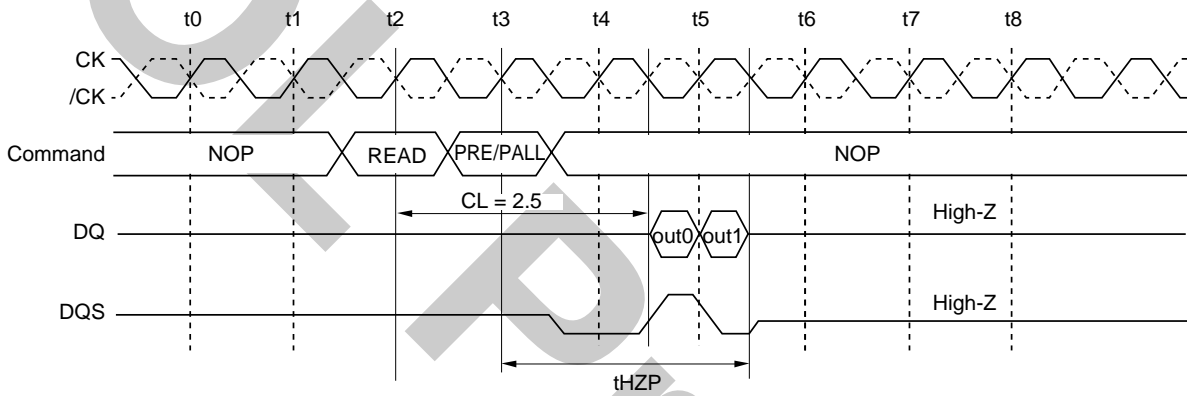 t0 t1 t2 t3 t4 t5 t6 t7 t8
CK
/CK
Command NOP READ PRE/PALL NOP
CL = 2.5
DQ out0 out1 High-Z
DQS High-Z
tHZP